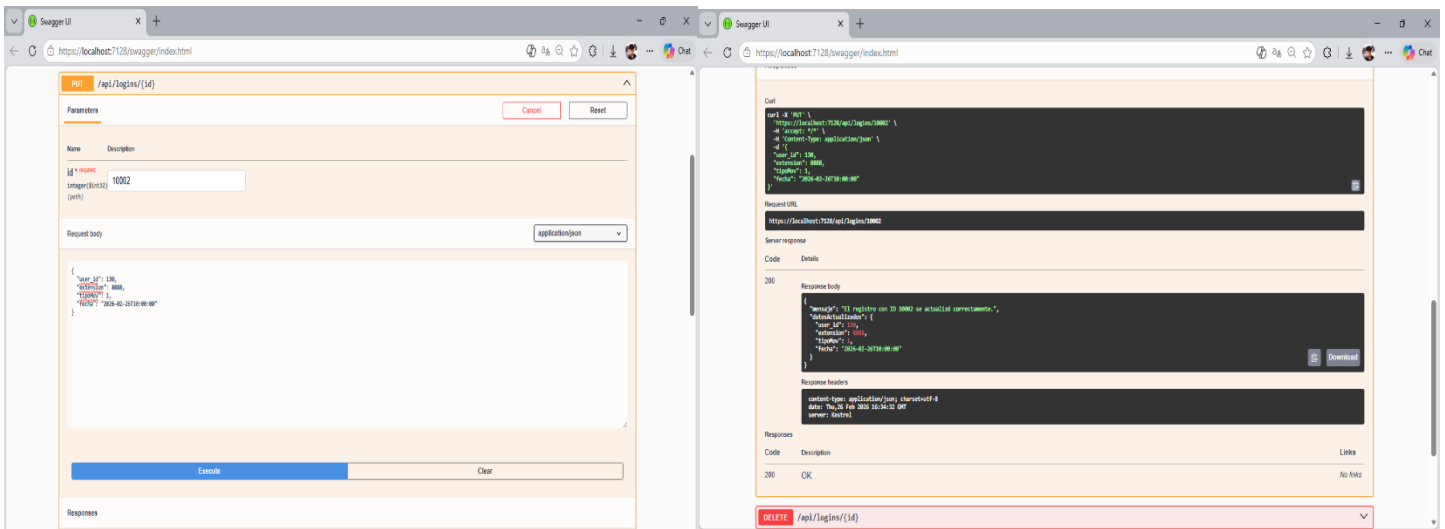 Swagger UI
https://localhost:7128/swagger/index.html
Chat
PUT /api/logins/{id}
Parameters
Cancel
Reset
Name Description
id * required
integer($int32)
(path)
10002
Request body
application/json
{
"user_id": 130,
"extension": 8888,
"tipoMov": 1,
"fecha": "2026-02-26T10:00:00"
}
Execute
Clear
Responses
Swagger UI
https://localhost:7128/swagger/index.html
Chat
Responses
Curl
curl -X 'PUT' \
'https://localhost:7128/api/logins/10002' \
-H 'accept: */*' \
-H 'Content-Type: application/json' \
-d '{
"user_id": 130,
"extension": 8888,
"tipoMov": 1,
"fecha": "2026-02-26T10:00:00"
}'
Request URL
https://localhost:7128/api/logins/10002
Server response
Code Details
200
Response body
{
"mensaje": "El registro con ID 10002 se actualizó correctamente.",
"datosActualizados": {
"user_id": 130,
"extension": 8888,
"tipoMov": 1,
"fecha": "2026-02-26T10:00:00"
}
}
Download
Response headers
content-type: application/json; charset=utf-8
date: Thu,26 Feb 2026 16:34:32 GMT
server: Kestrel
Responses
Code Description Links
200 OK No links
DELETE /api/logins/{id}